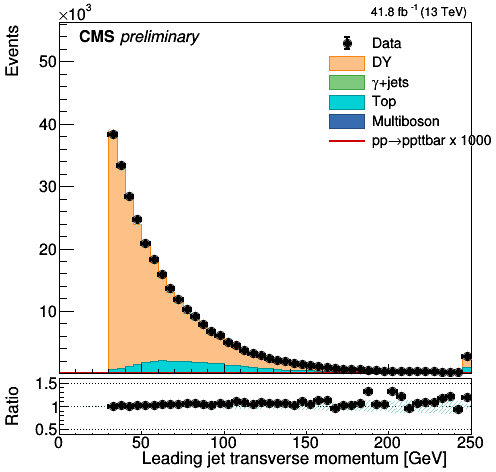 ×10³
41.8 fb⁻¹ (13 TeV)
CMS preliminary
Events
50
40
30
20
10
Data
DY
γ+jets
Top
Multiboson
pp→ppttbar x 1000
Ratio
1.5
1
0.5
0 50 100 150 200 250
Leading jet transverse momentum [GeV]